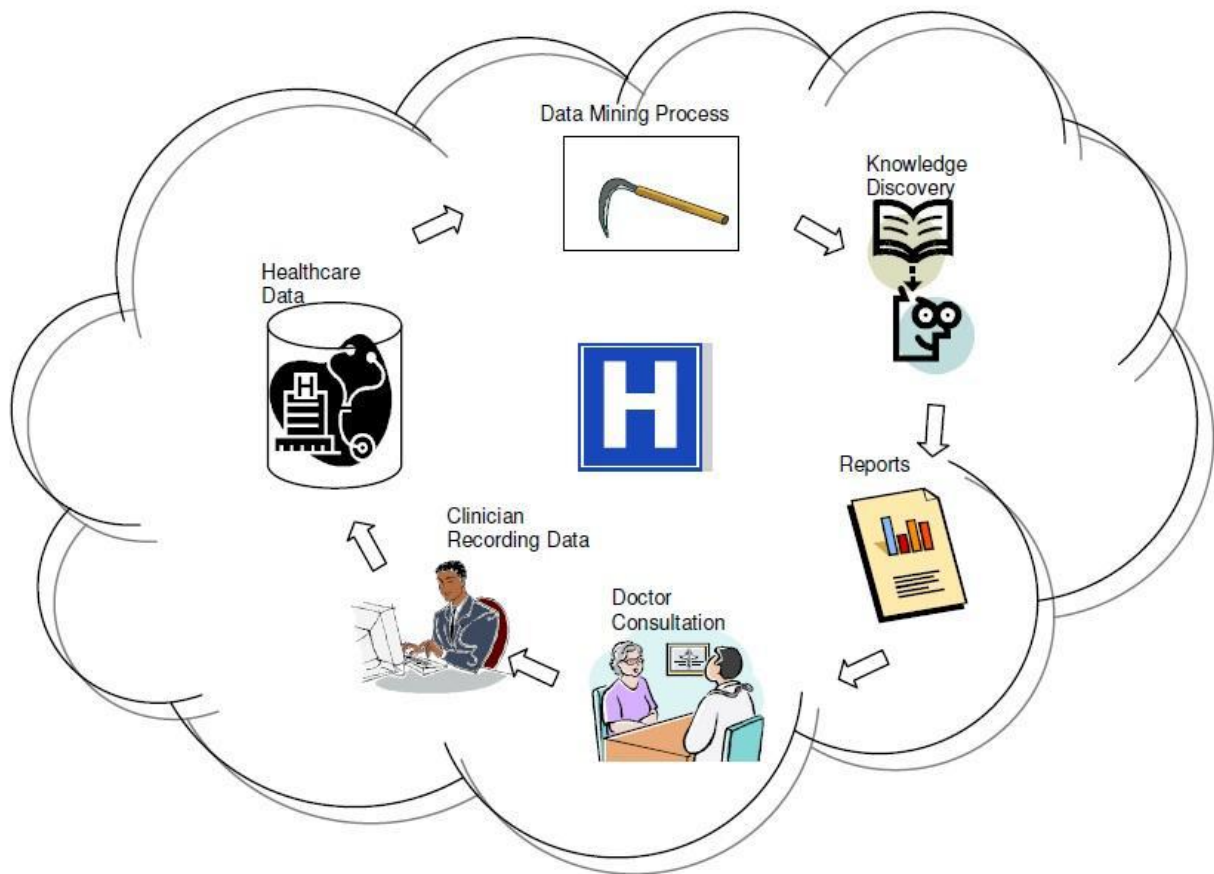 Data Mining Process
Knowledge
Discovery
Healthcare
Data
H
H
Reports
Clinician
Recording Data
Doctor
Consultation